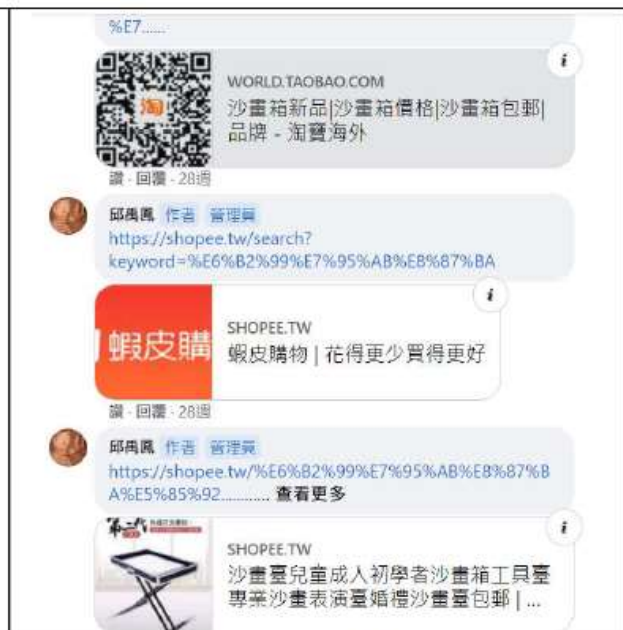 %E7......
淘
WORLD.TAOBAO.COM
沙畫箱新品|沙畫箱價格|沙畫箱包郵|
品牌 - 淘寶海外
讚 · 回覆 · 28週
邱禹鳳 作者 管理員
https://shopee.tw/search?
keyword=%E6%B2%99%E7%95%AB%E8%87%BA
蝦皮購
SHOPEE.TW
蝦皮購物 | 花得更少買得更好
讚 · 回覆 · 28週
邱禹鳳 作者 管理員
https://shopee.tw/%E6%B2%99%E7%95%AB%E8%87%B
A%E5%85%92............ 查看更多
第二代
SHOPEE.TW
沙畫臺兒童成人初學者沙畫箱工具臺
專業沙畫表演臺婚禮沙畫臺包郵 | ...